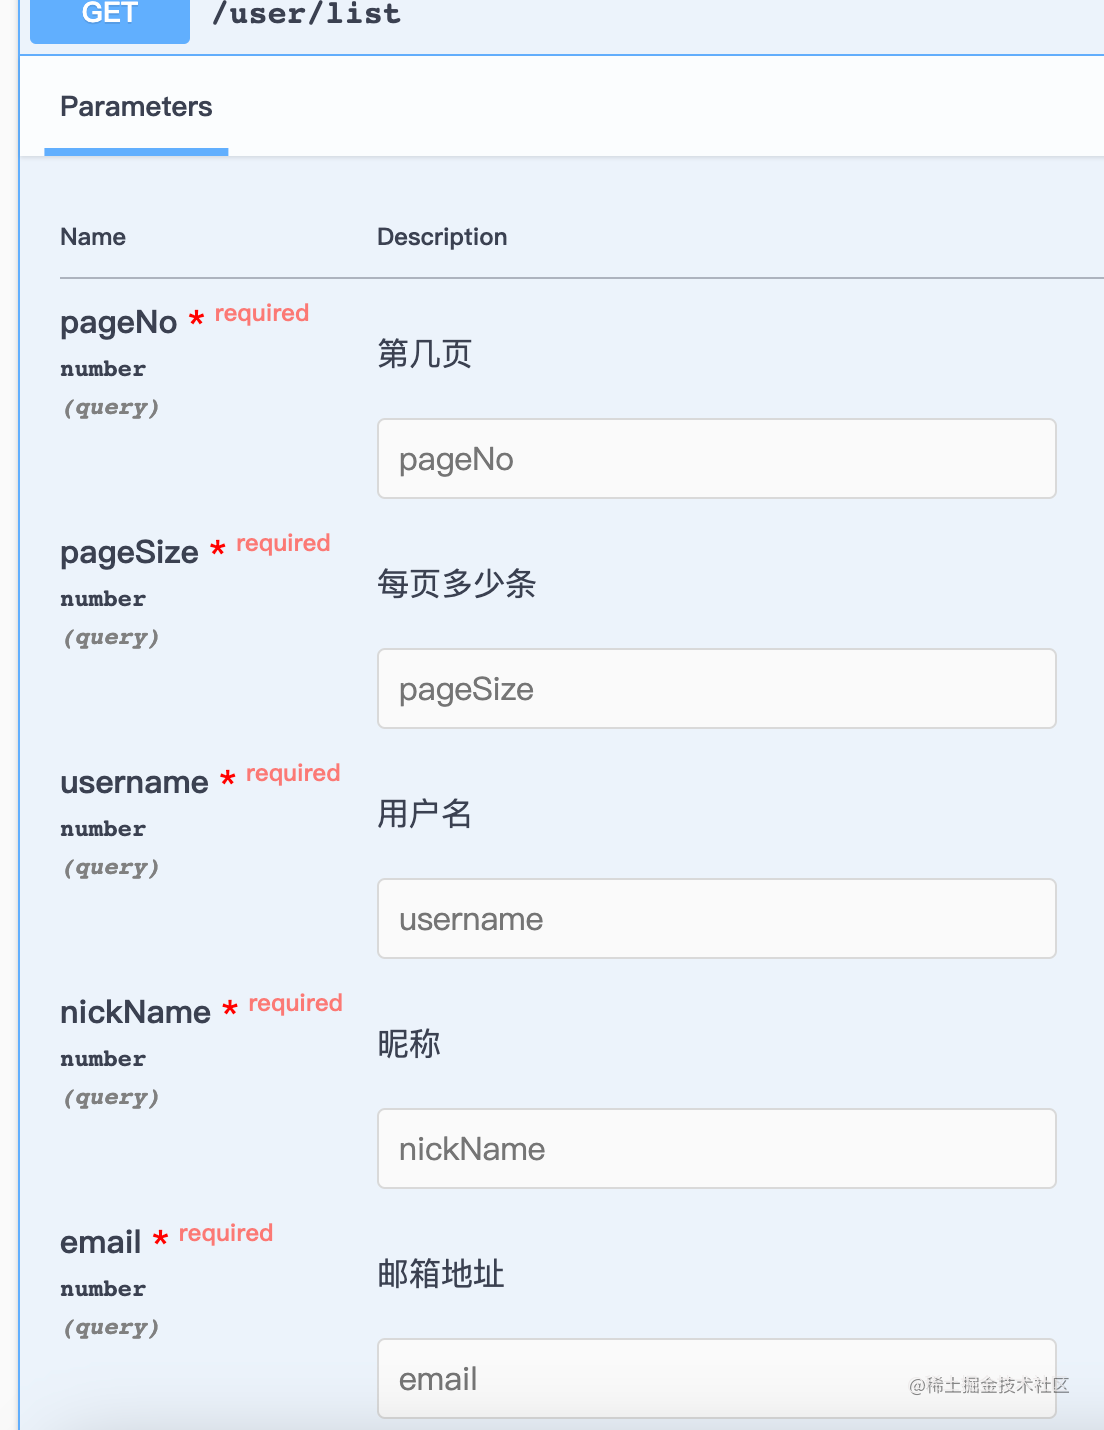 GET /user/list
Parameters
Name Description
pageNo * required
number
(query)
第几页
pageNo
pageSize * required
number
(query)
每页多少条
pageSize
username * required
number
(query)
用户名
username
nickName * required
number
(query)
昵称
nickName
email * required
number
(query)
邮箱地址
email
@稀土掘金技术社区